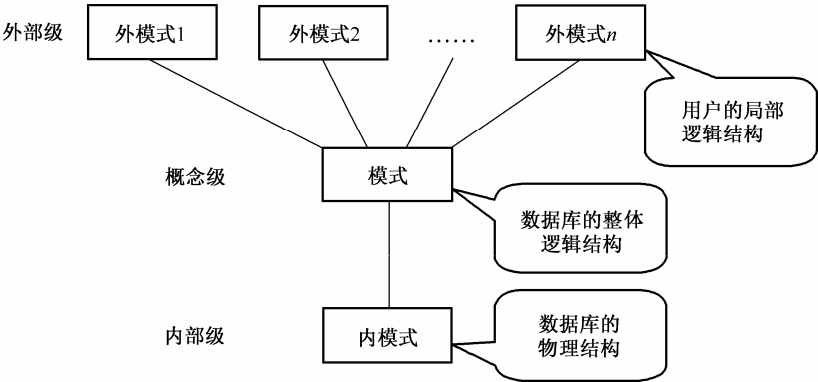 外部级
外模式1
外模式2
……
外模式n
用户的局部
逻辑结构
概念级
模式
数据库的整体
逻辑结构
内部级
内模式
数据库的
物理结构